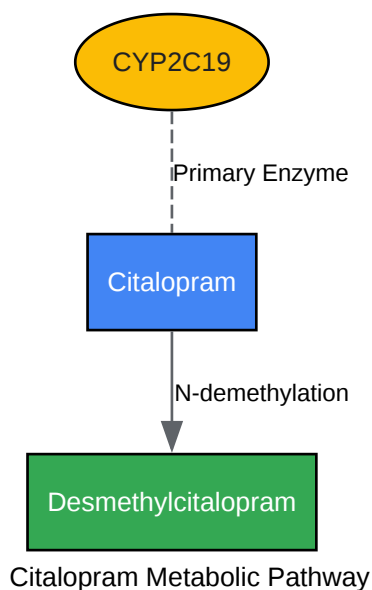 CYP2C19
Primary Enzyme
Citalopram
N-demethylation
Desmethylcitalopram
Citalopram Metabolic Pathway